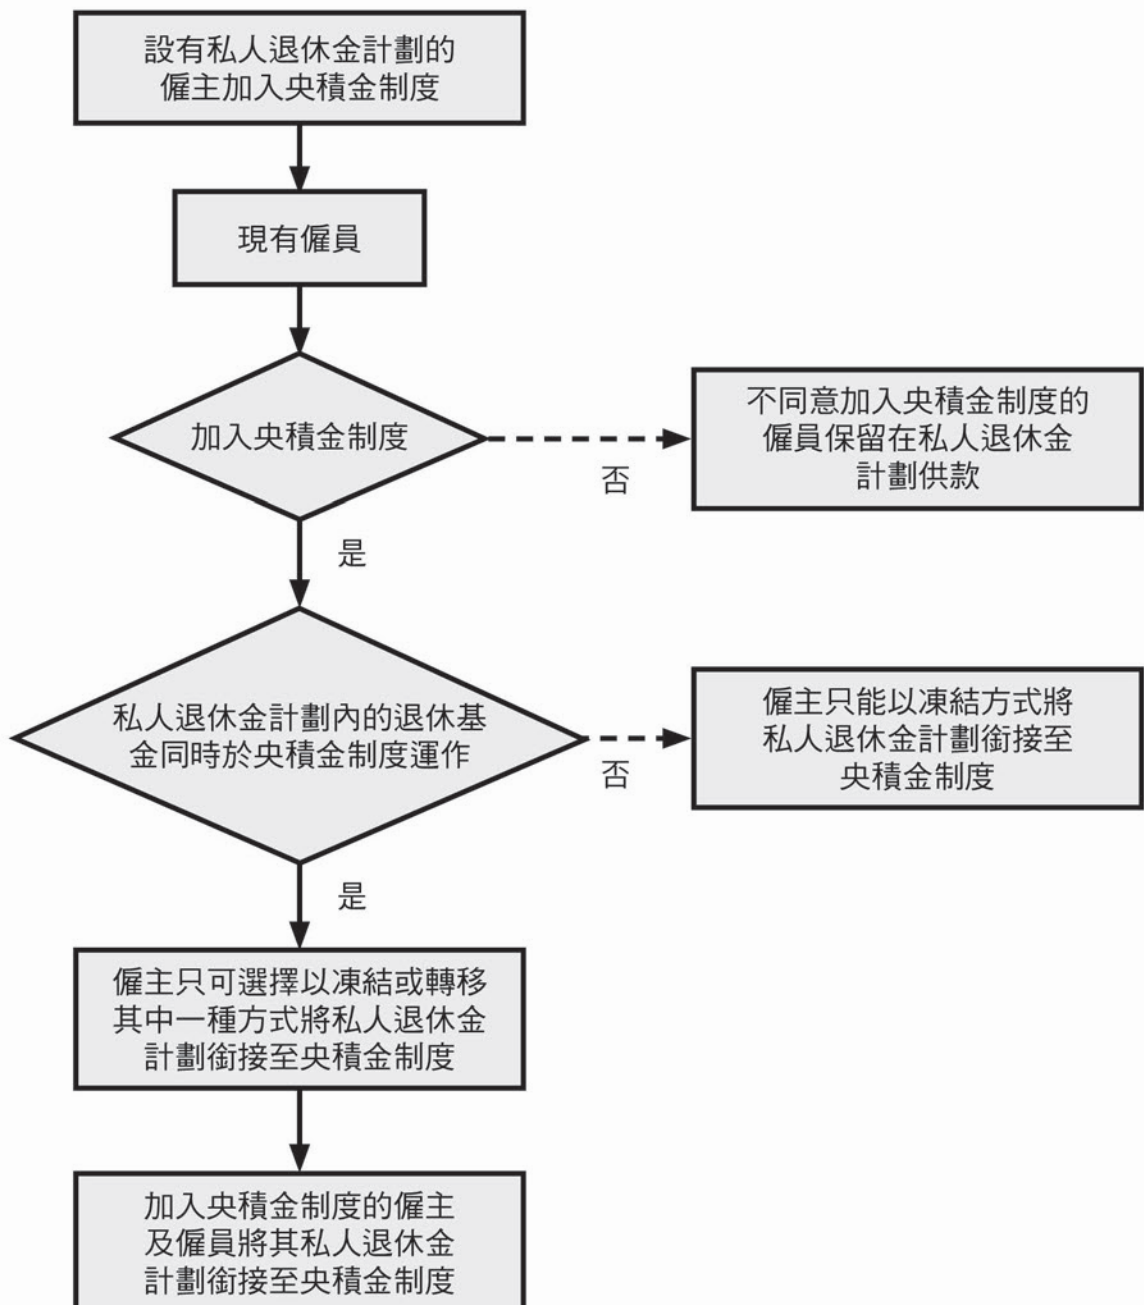 設有私人退休金計劃的
僱主加入央積金制度
現有僱員
加入央積金制度
否
不同意加入央積金制度的
僱員保留在私人退休金
計劃供款
是
私人退休金計劃內的退休基
金同時於央積金制度運作
否
僱主只能以凍結方式將
私人退休金計劃銜接至
央積金制度
是
僱主只可選擇以凍結或轉移
其中一種方式將私人退休金
計劃銜接至央積金制度
加入央積金制度的僱主
及僱員將其私人退休金
計劃銜接至央積金制度